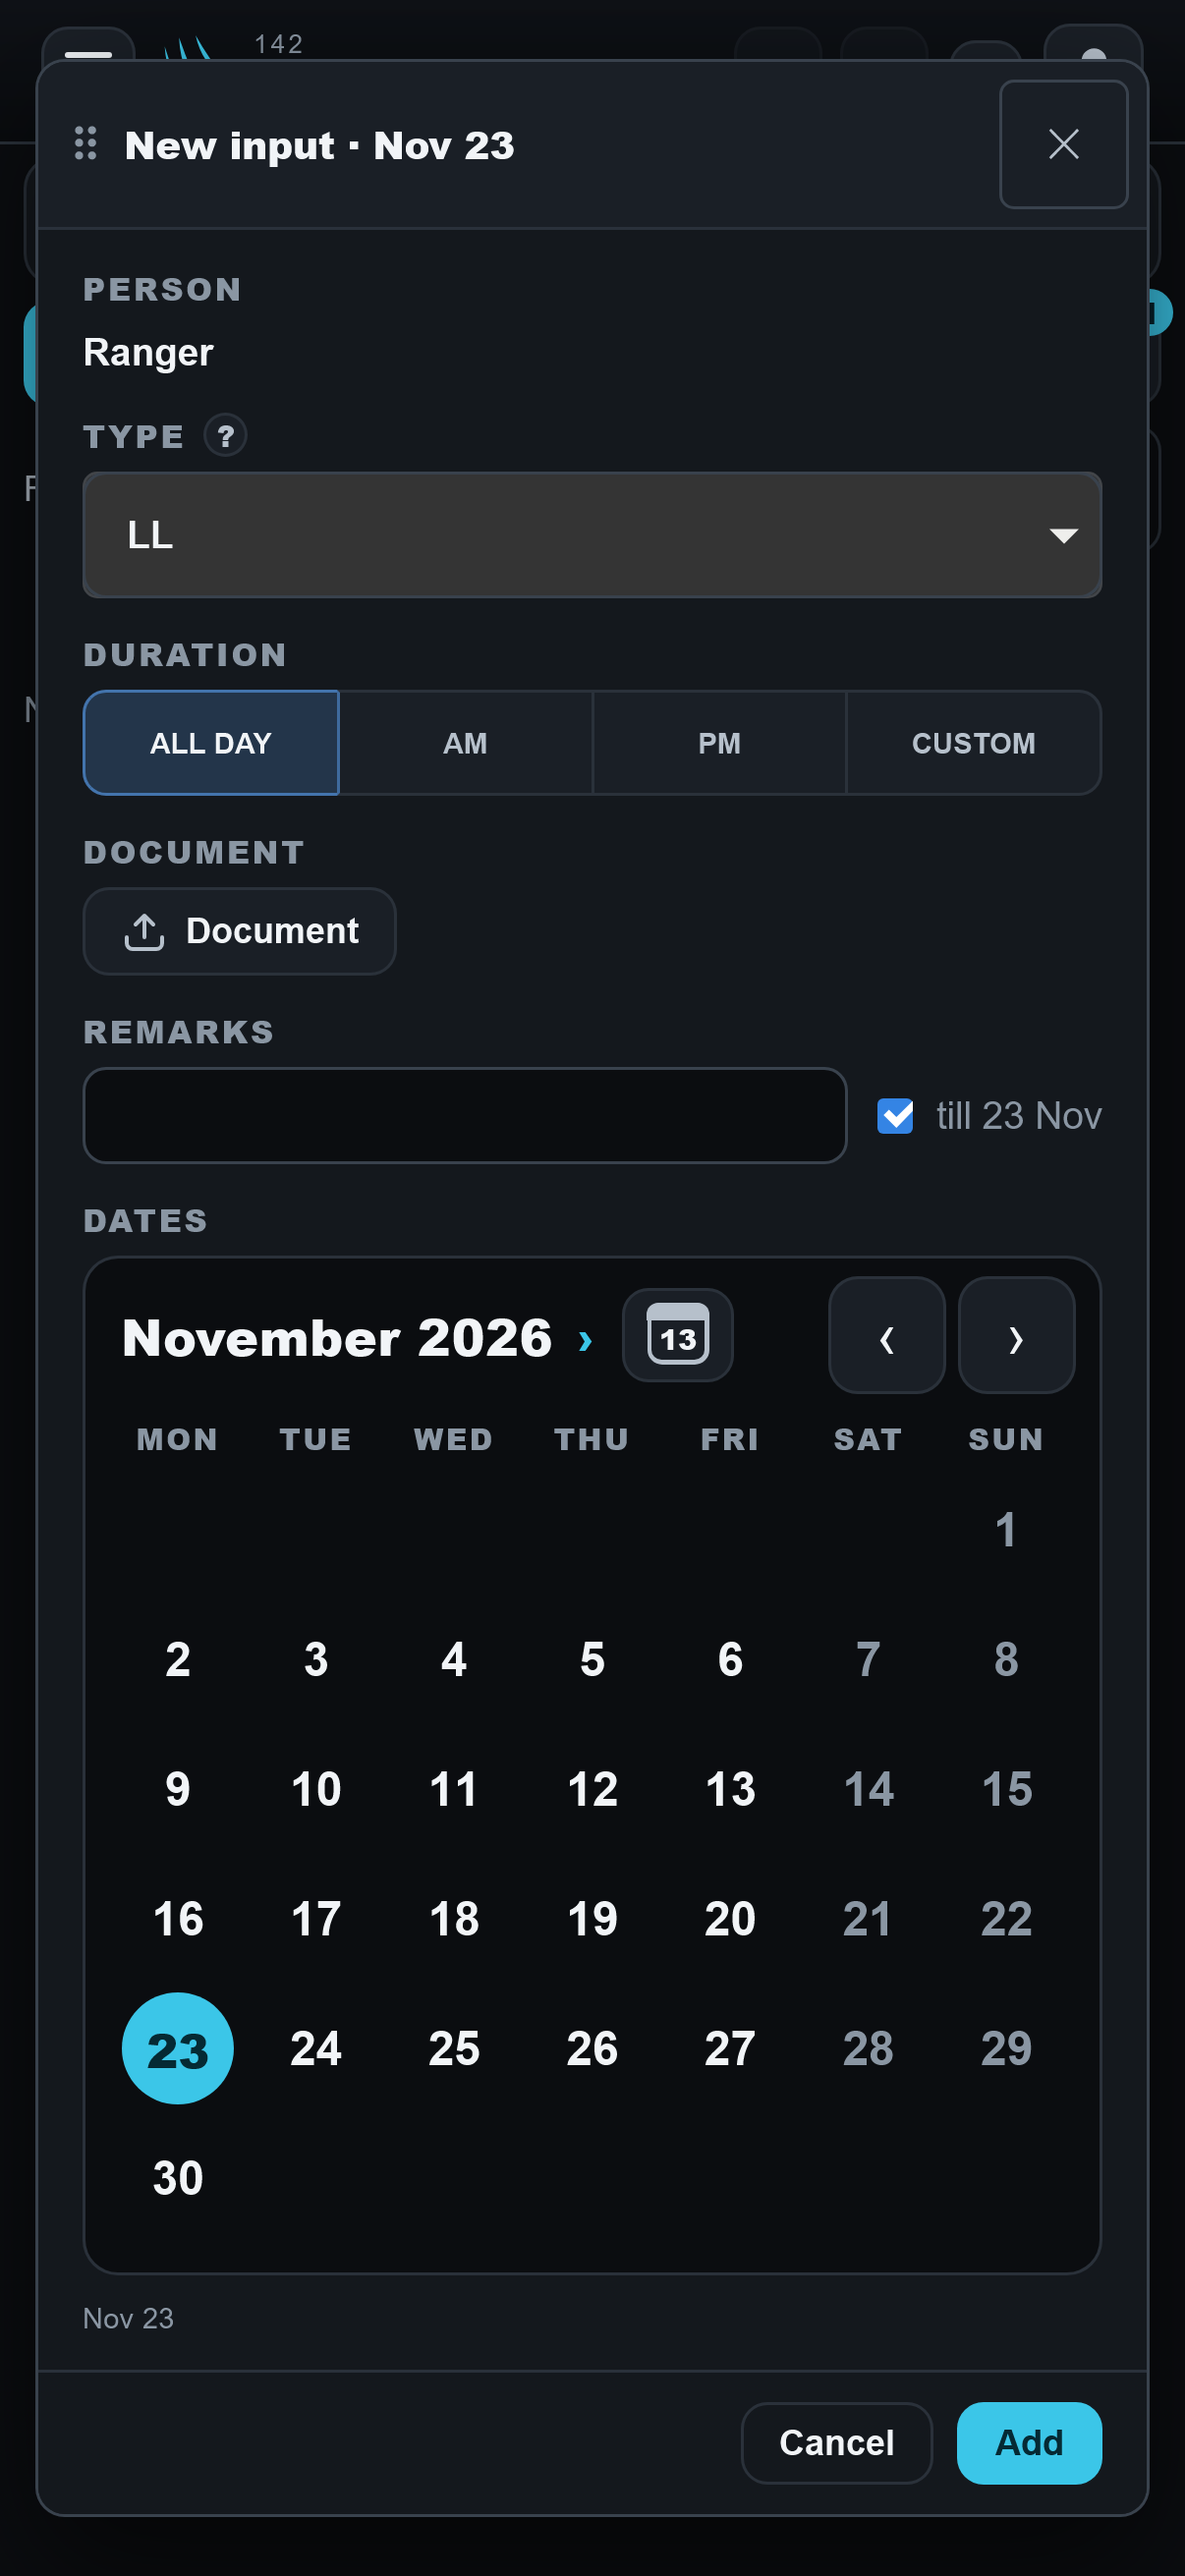 142
New input · Nov 23
PERSON
Ranger
TYPE ?
LL
DURATION
ALL DAY AM PM CUSTOM
DOCUMENT
Document
REMARKS
till 23 Nov
DATES
November 2026 › 13 ‹ ›
MON TUE WED THU FRI SAT SUN
1
2 3 4 5 6 7 8
9 10 11 12 13 14 15
16 17 18 19 20 21 22
23 24 25 26 27 28 29
30
Nov 23
Cancel Add